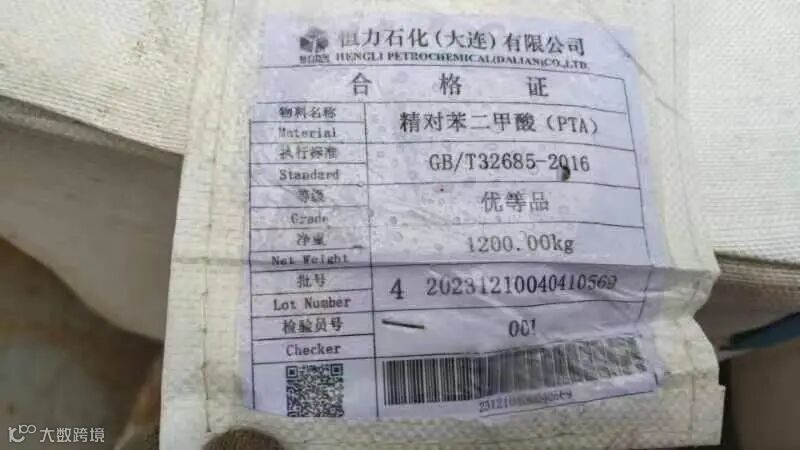 恒力石化(大连)有限公司
HENGLI PETROCHEMICAL(DALIAN)CO.,LTD.
合格证
物料名称
Material
精对苯二甲酸(PTA)
执行标准
Standard
GB/T32685-2016
等级
Grade
优等品
净重
Net Weight
1200.00kg
批号
Lot Number
4 20231210040410569
检验员号
Checker
001
大数跨境